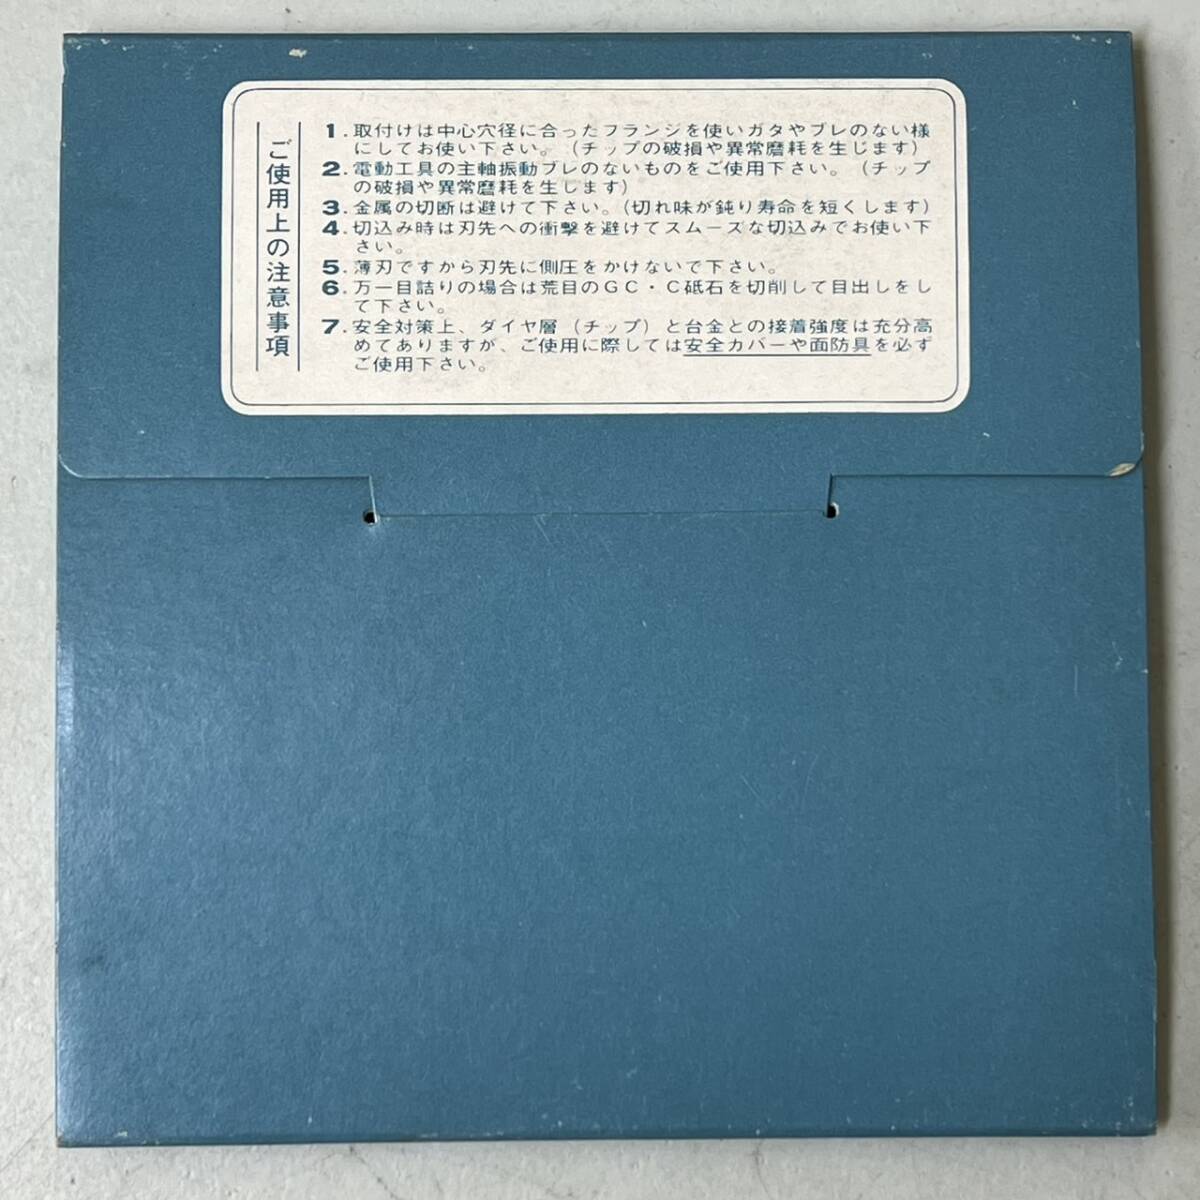 ご使用上の注意事項
1. 取付けは中心穴径に合ったフランジを使いガタやブレのない様
にしてお使い下さい。(チップの破損や異常磨耗を生じます)
2. 電動工具の主軸振動ブレのないものをご使用下さい。(チップ
の破損や異常磨耗を生します)
3. 金属の切断は避けて下さい。(切れ味が鈍り寿命を短くします)
4. 切込み時は刃先への衝撃を避けてスムーズな切込みでお使い下
さい。
5. 薄刃ですから刃先に側圧をかけないで下さい。
6. 万一目詰りの場合は荒目のGC・C砥石を切削して目出しをし
て下さい。
7. 安全対策上、ダイヤ層(チップ)と台金との接着強度は充分高
めてありますが、ご使用に際しては安全カバーや面防具を必ず
ご使用下さい。